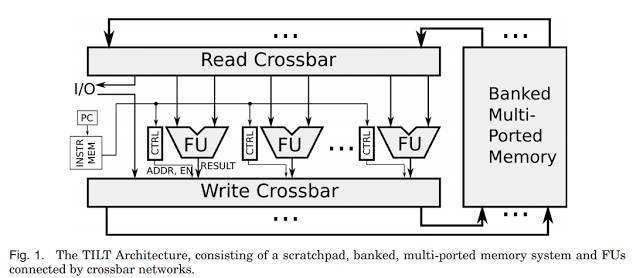 ...
...
Read Crossbar
I/O
PC
INSTR
MEM
CTRL
FU
CTRL
FU
...
CTRL
FU
ADDR, EN
RESULT
Write Crossbar
Banked
Multi-
Ported
Memory
...
...
Fig. 1. The TILT Architecture, consisting of a scratchpad, banked, multi-ported memory system and FUs
connected by crossbar networks.